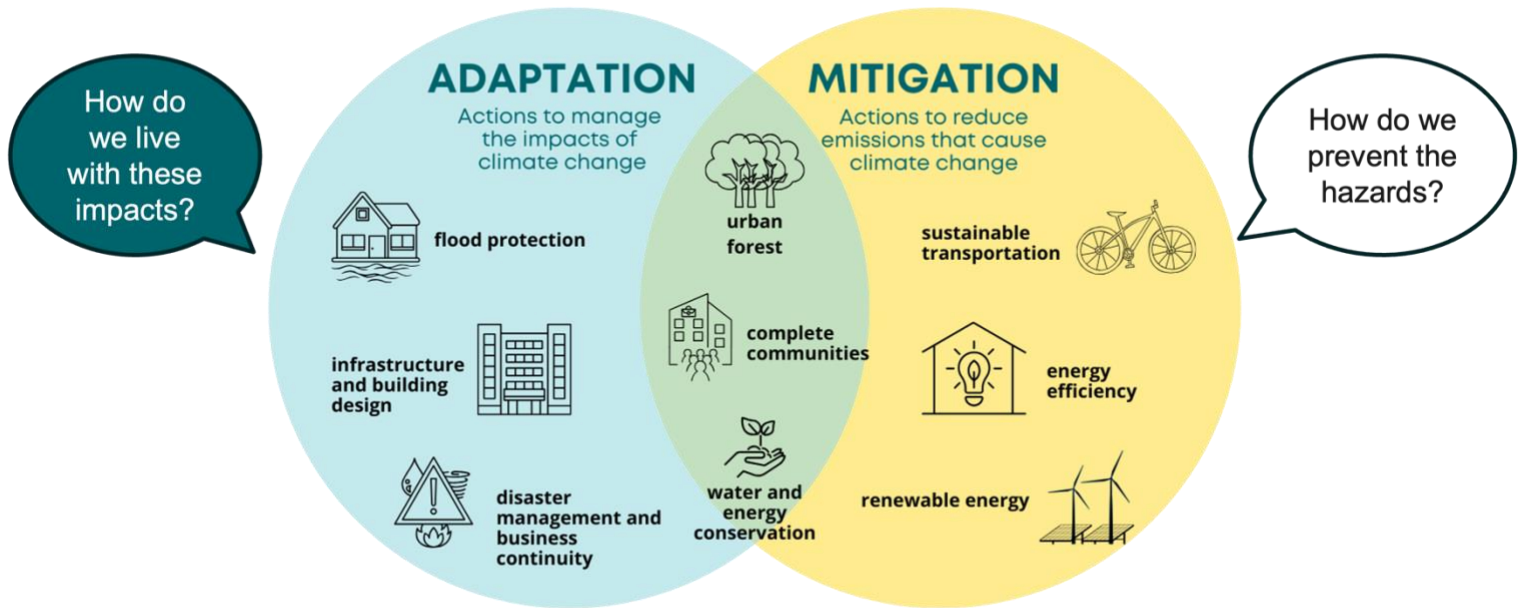 How do
we live
with these
impacts?
ADAPTATION
Actions to manage
the impacts of
climate change
flood protection
infrastructure
and building
design
disaster
management and
business
continuity
urban
forest
complete
communities
water and
energy
conservation
MITIGATION
Actions to reduce
emissions that cause
climate change
sustainable
transportation
energy
efficiency
renewable energy
How do we
prevent the
hazards?